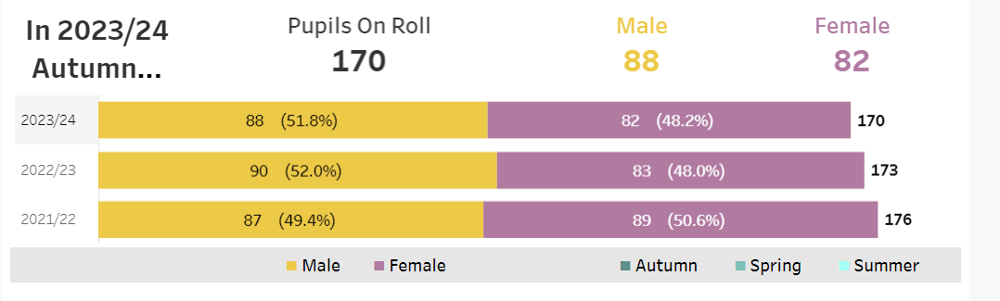 In 2023/24 Pupils On Roll Male Female
Autumn... 170 88 82
2023/24 88 (51.8%) 82 (48.2%) 170
2022/23 90 (52.0%) 83 (48.0%) 173
2021/22 87 (49.4%) 89 (50.6%) 176
Male Female Autumn Spring Summer